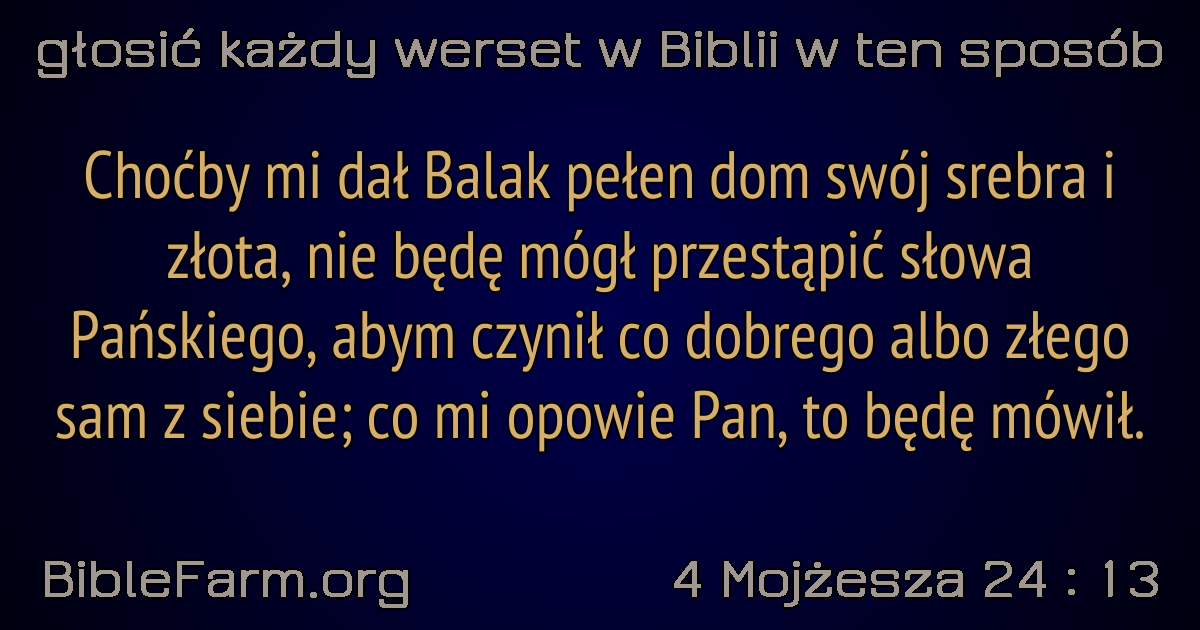 głosić każdy werset w Biblii w ten sposób
Choćby mi dał Balak pełen dom swój srebra i
złota, nie będę mógł przestąpić słowa
Pańskiego, abym czynił co dobrego albo złego
sam z siebie; co mi opowie Pan, to będę mówił.
BibleFarm.org
4 Mojżesza 24 : 13